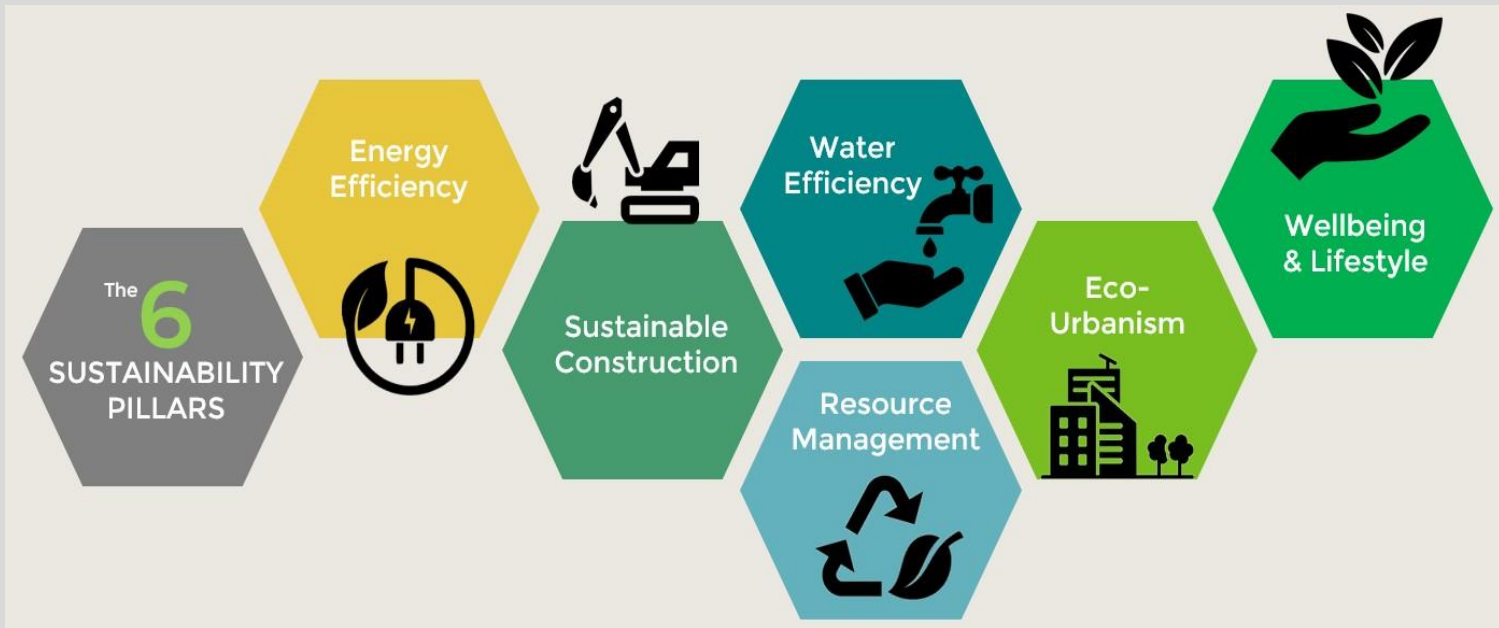 The 6
SUSTAINABILITY
PILLARS
Energy
Efficiency
Sustainable
Construction
Water
Efficiency
Resource
Management
Eco-
Urbanism
Wellbeing
& Lifestyle